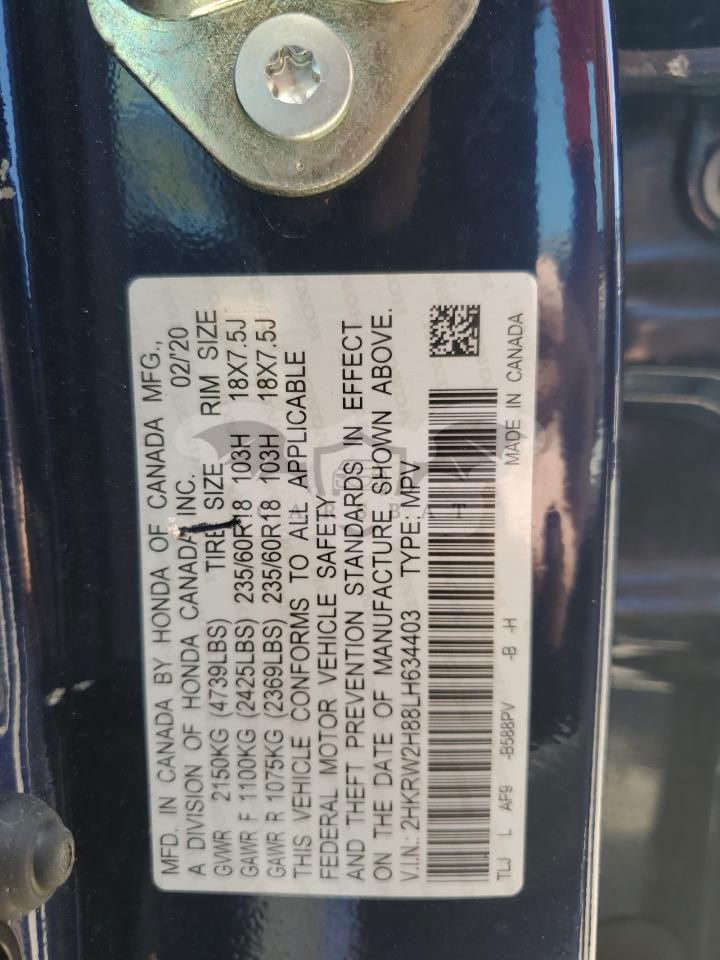 MFD. IN CANADA BY HONDA OF CANADA MFG.,
A DIVISION OF HONDA CANADA INC. 02/'20
GVWR 2150KG (4739LBS) TIRE SIZE RIM SIZE
GAWR F 1100KG (2425LBS) 235/60R18 103H 18X7.5J
GAWR R 1075KG (2369LBS) 235/60R18 103H 18X7.5J
THIS VEHICLE CONFORMS TO ALL APPLICABLE
FEDERAL MOTOR VEHICLE SAFETY
AND THEFT PREVENTION STANDARDS IN EFFECT
ON THE DATE OF MANUFACTURE SHOWN ABOVE.
V.I.N.: 2HKRW2H88LH634403 TYPE: MPV
TLJ L AF9 -B588PV -B -H MADE IN CANADA